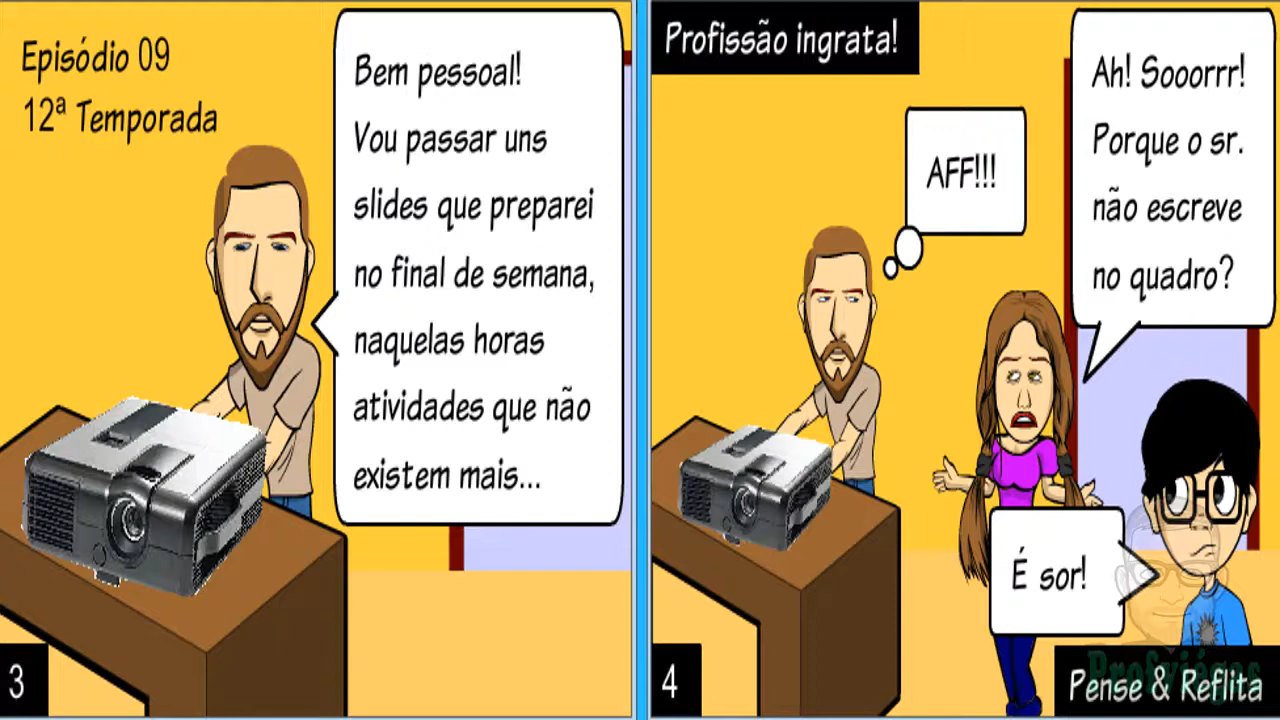 Episódio 09
12ª Temporada
Bem pessoal!
Vou passar uns
slides que preparei
no final de semana,
naquelas horas
atividades que não
existem mais...
3
Profissão ingrata!
AFF!!!
Ah! Sooorrr!
Porque o sr.
não escreve
no quadro?
É sor!
4
Pense & Reflita